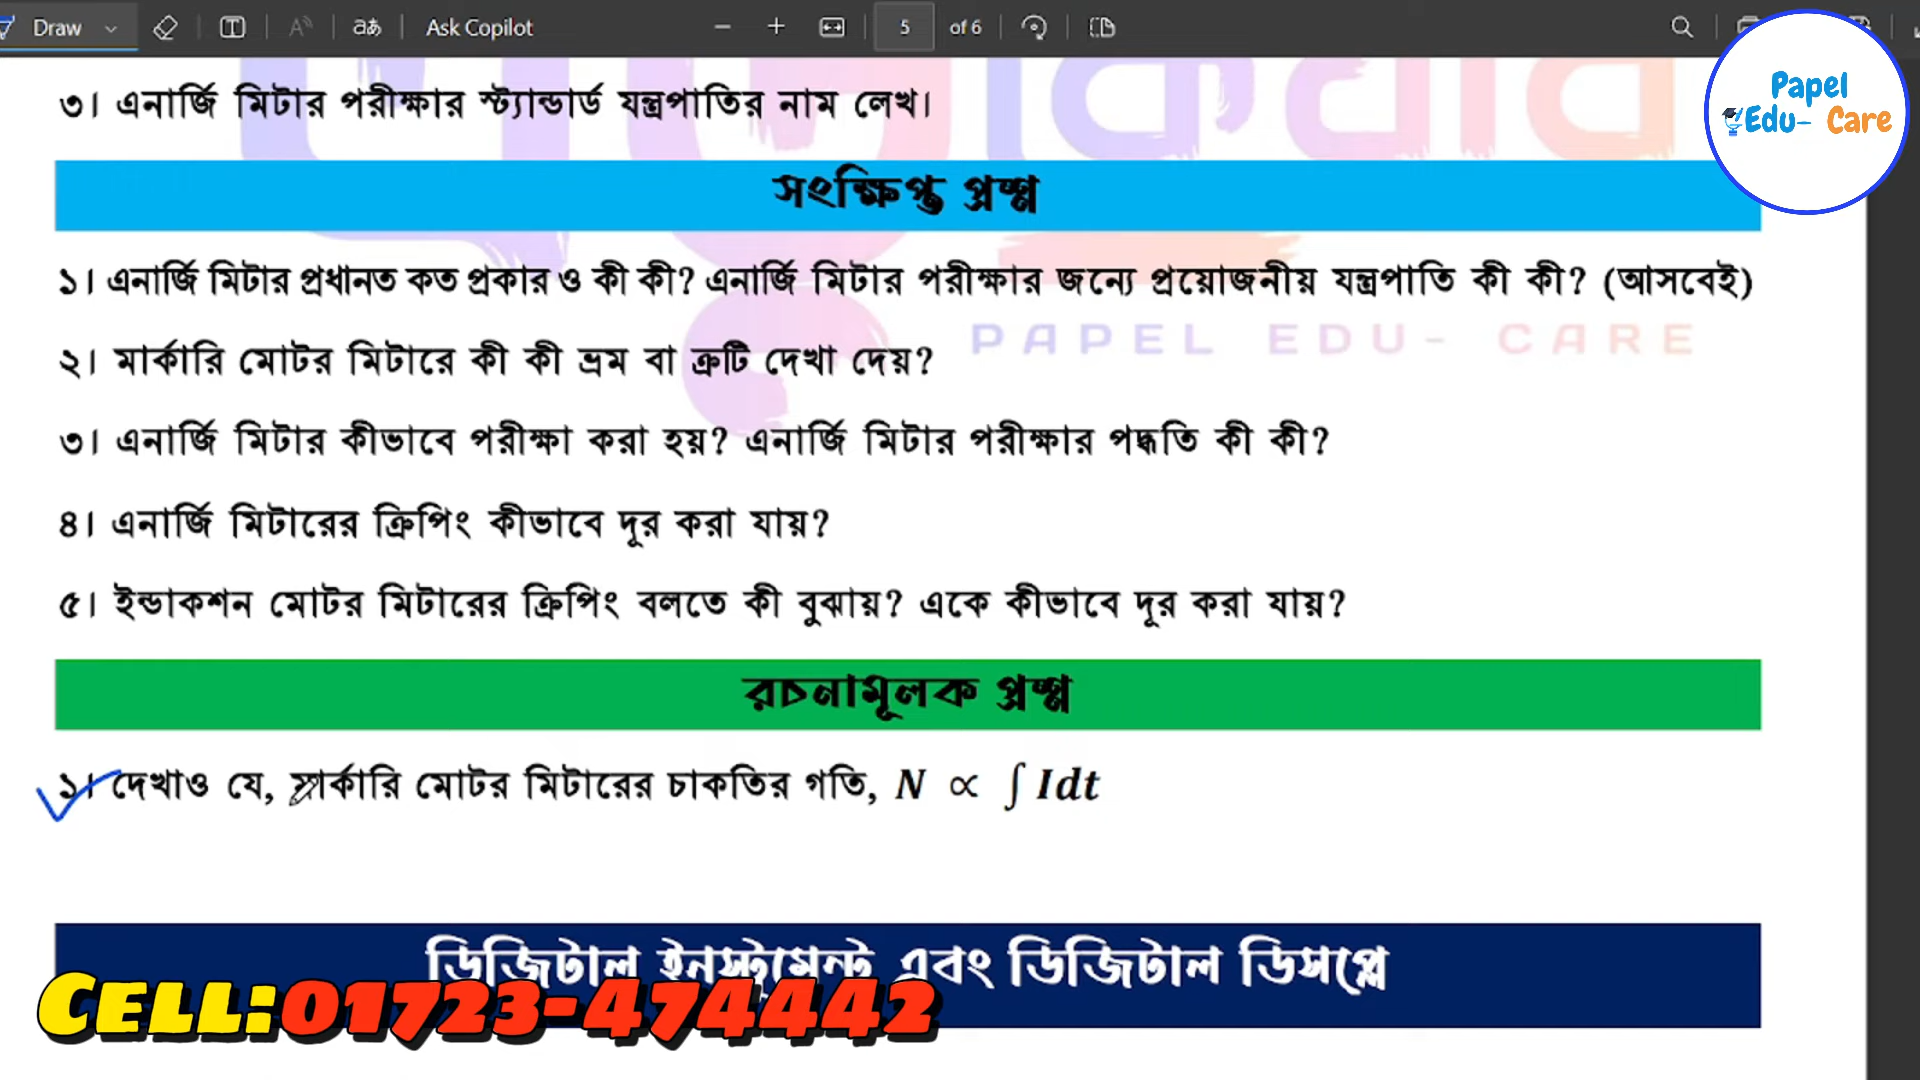 Draw
aあ
Ask Copilot
5
of 6
Papel
Edu- Care
৩। এনার্জি মিটার পরীক্ষার স্ট্যান্ডার্ড যন্ত্রপাতির নাম লেখ।
সংক্ষিপ্ত প্রশ্ন
১। এনার্জি মিটার প্রধানত কত প্রকার ও কী কী? এনার্জি মিটার পরীক্ষার জন্যে প্রয়োজনীয় যন্ত্রপাতি কী কী? (আসবেই)
PAPEL EDU- CARE
২। মার্কারি মোটর মিটারে কী কী ভ্রম বা ত্রুটি দেখা দেয়?
৩। এনার্জি মিটার কীভাবে পরীক্ষা করা হয়? এনার্জি মিটার পরীক্ষার পদ্ধতি কী কী?
৪। এনার্জি মিটারের ক্রিপিং কীভাবে দূর করা যায়?
৫। ইন্ডাকশন মোটর মিটারের ক্রিপিং বলতে কী বুঝায়? একে কীভাবে দূর করা যায়?
রচনামূলক প্রশ্ন
১। দেখাও যে, মার্কারি মোটর মিটারের চাকতির গতি, N ∝ ∫ Idt
ডিজিটাল ইনস্ট্রুমেন্ট এবং ডিজিটাল ডিসপ্লে
CELL:01723-474442